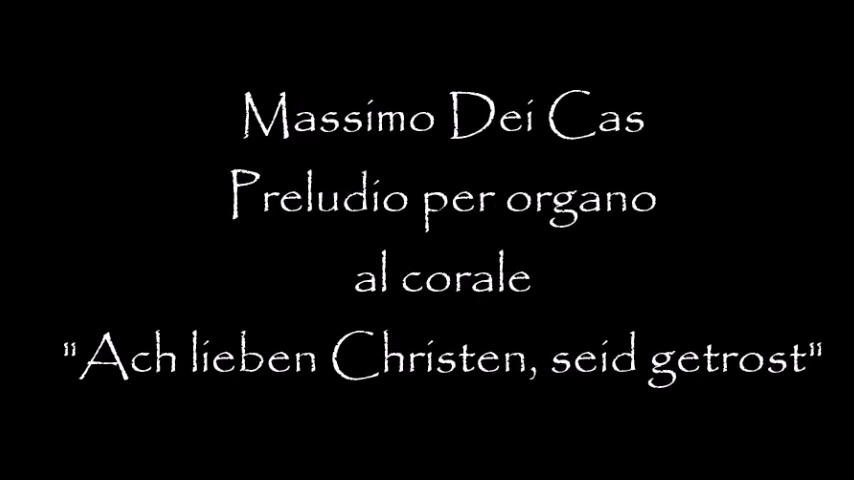 Massimo Dei Cas
Preludio per organo
al corale
"Ach lieben Christen, seid getrost"